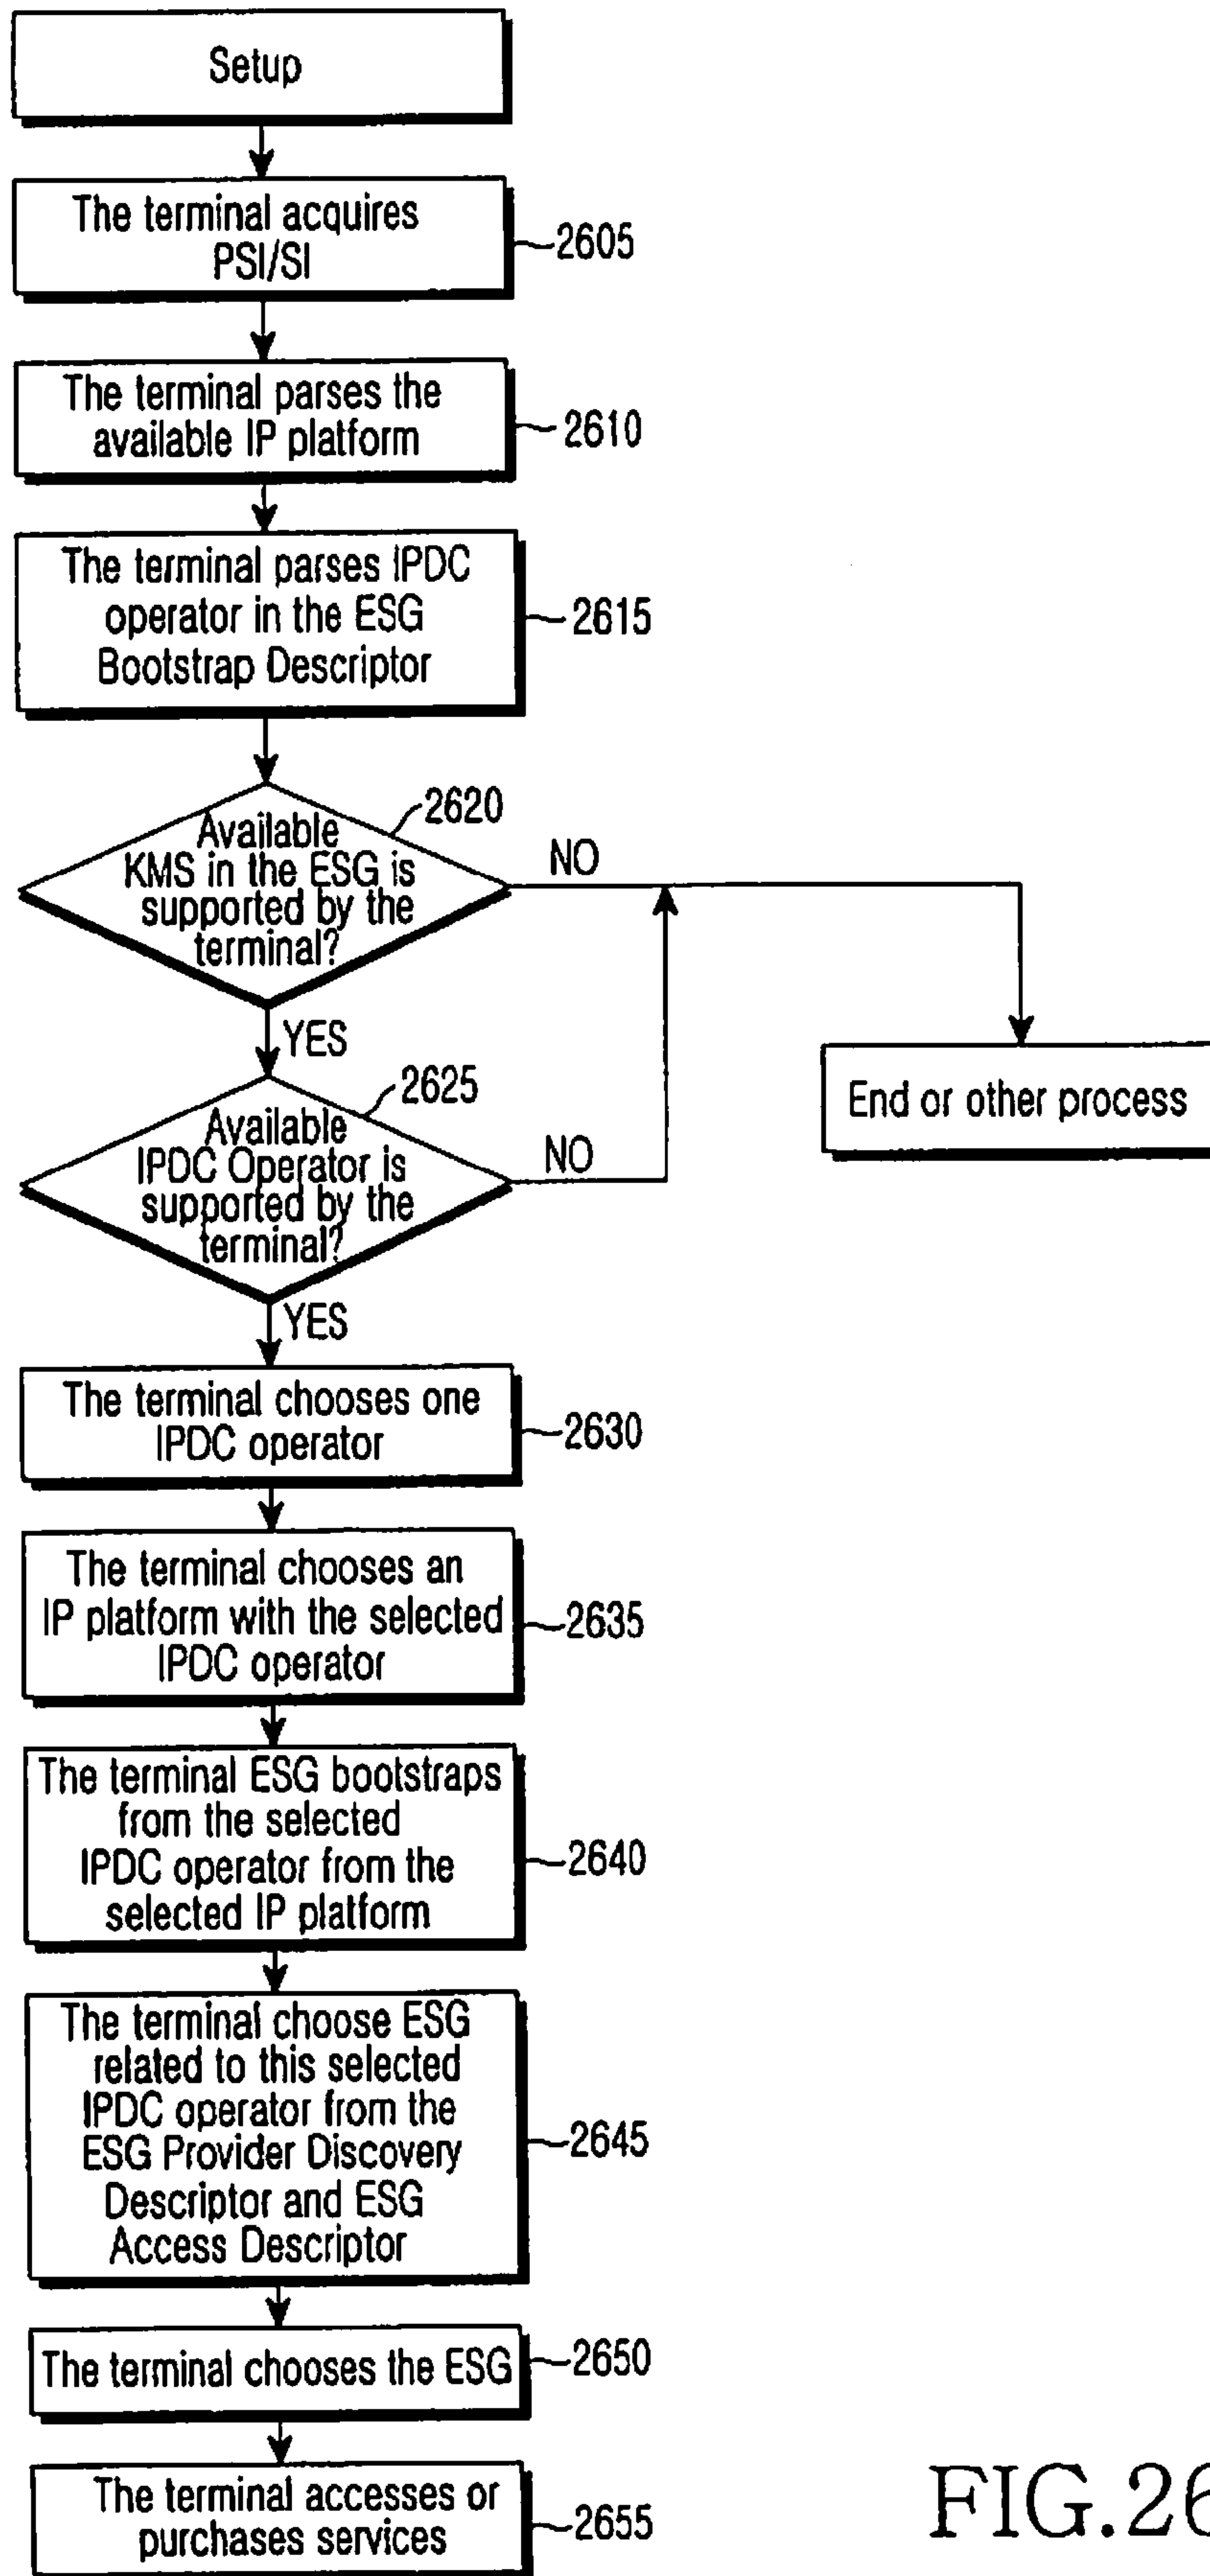 Setup
The terminal acquires
PSI/SI
2605
The terminal parses the
available IP platform
2610
The terminal parses IPDC
operator in the ESG
Bootstrap Descriptor
2615
2620
Available
KMS in the ESG is
supported by the
terminal?
NO
YES
2625
Available
IPDC Operator is
supported by the
terminal?
NO
End or other process
YES
The terminal chooses one
IPDC operator
2630
The terminal chooses an
IP platform with the selected
IPDC operator
2635
The terminal ESG bootstraps
from the selected
IPDC operator from the
selected IP platform
2640
The terminal choose ESG
related to this selected
IPDC operator from the
ESG Provider Discovery
Descriptor and ESG
Access Descriptor
2645
The terminal chooses the ESG
2650
The terminal accesses or
purchases services
2655
FIG.26